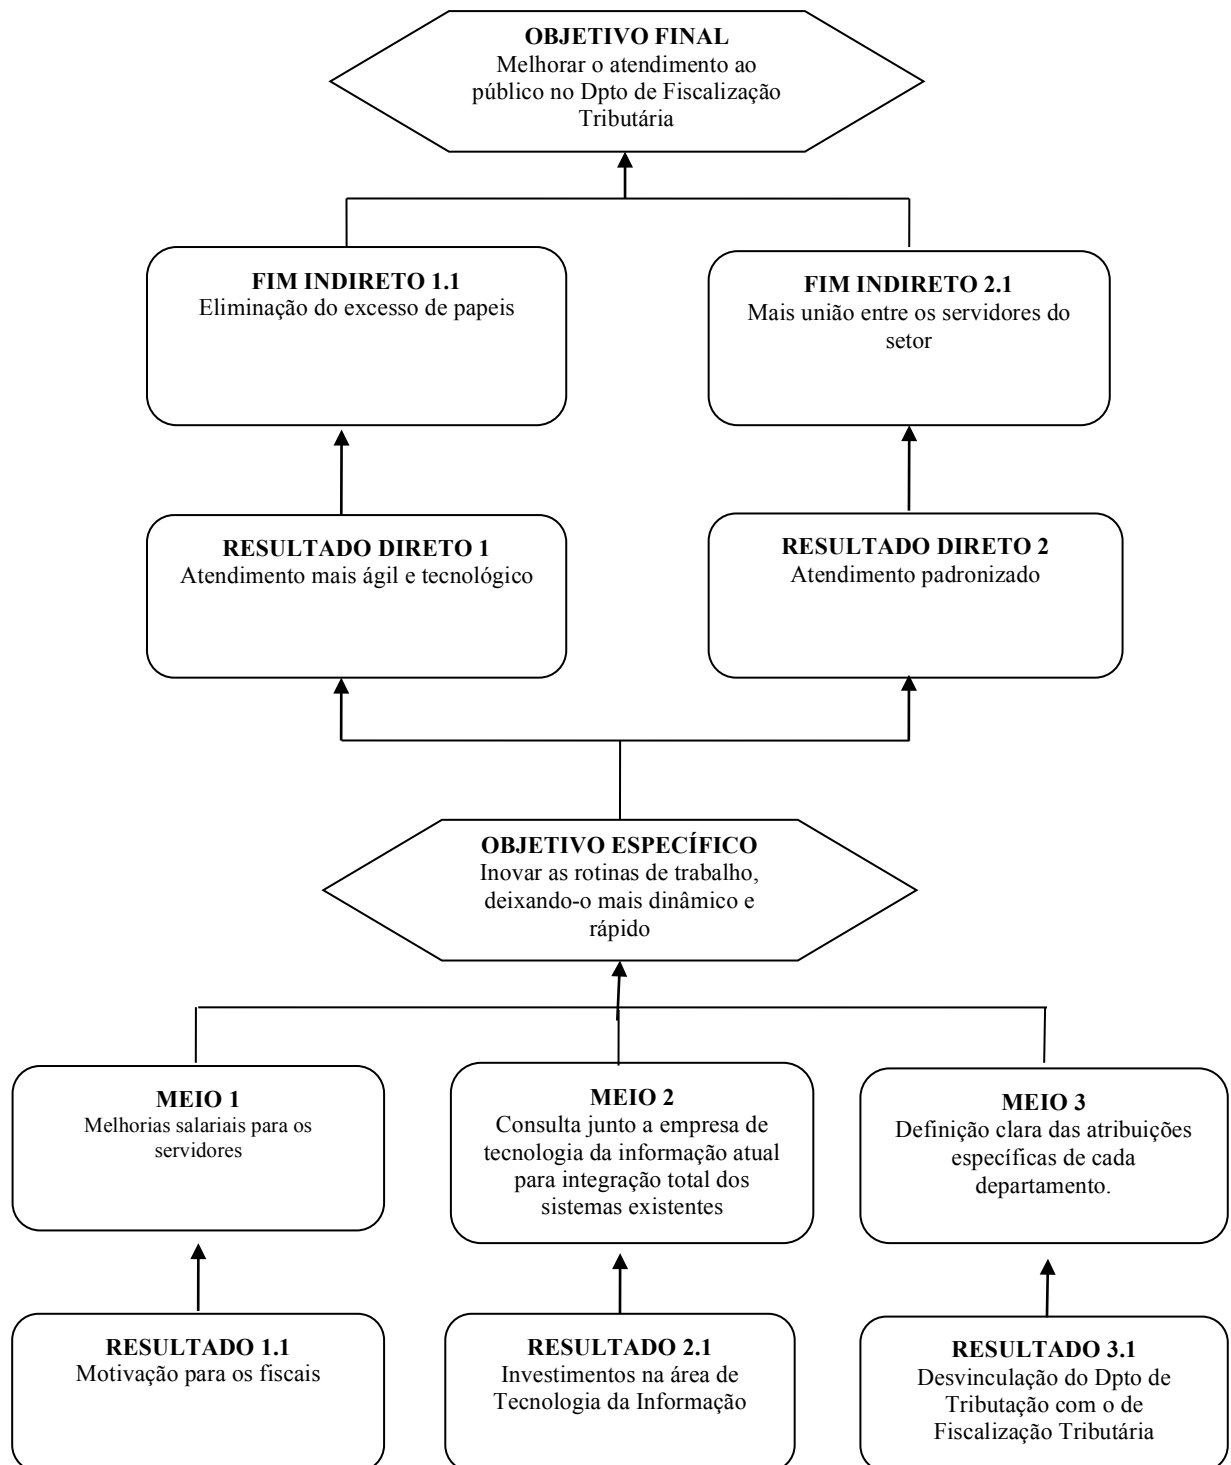 OBJETIVO FINAL
Melhorar o atendimento ao
público no Dpto de Fiscalização
Tributária
FIM INDIRETO 1.1
Eliminação do excesso de papeis
FIM INDIRETO 2.1
Mais união entre os servidores do
setor
RESULTADO DIRETO 1
Atendimento mais ágil e tecnológico
RESULTADO DIRETO 2
Atendimento padronizado
OBJETIVO ESPECÍFICO
Inovar as rotinas de trabalho,
deixando-o mais dinâmico e
rápido
MEIO 1
Melhorias salariais para os
servidores
MEIO 2
Consulta junto a empresa de
tecnologia da informação atual
para integração total dos
sistemas existentes
MEIO 3
Definição clara das atribuições
específicas de cada
departamento.
RESULTADO 1.1
Motivação para os fiscais
RESULTADO 2.1
Investimentos na área de
Tecnologia da Informação
RESULTADO 3.1
Desvinculação do Dpto de
Tributação com o de
Fiscalização Tributária